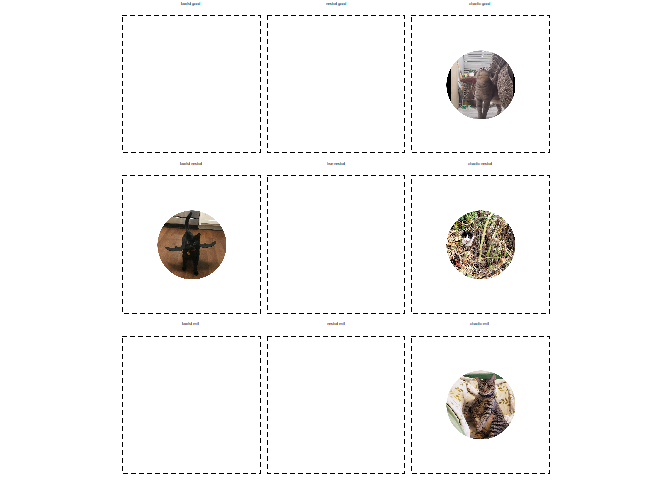 lawful good
neutral good
chaotic good
lawful neutral
true neutral
chaotic neutral
lawful evil
neutral evil
chaotic evil